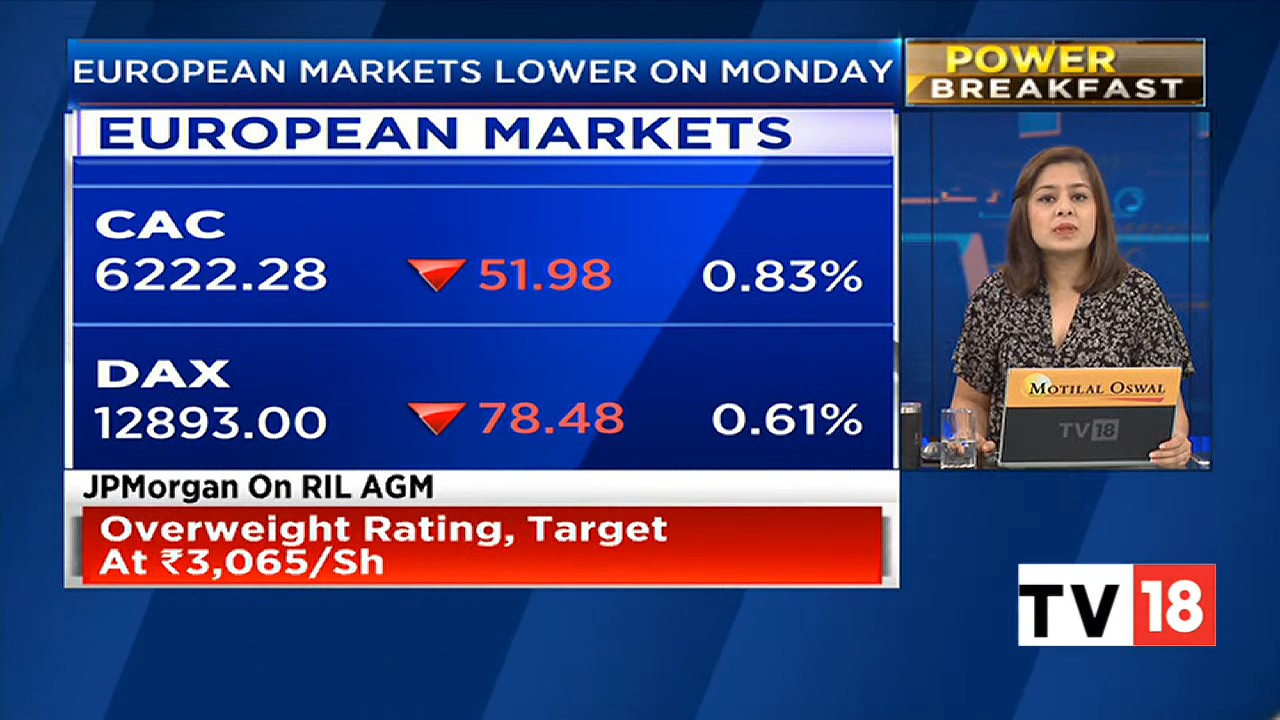 EUROPEAN MARKETS LOWER ON MONDAY
POWER
BREAKFAST
EUROPEAN MARKETS
CAC
6222.28 51.98 0.83%
DAX
12893.00 78.48 0.61%
MOTILAL OSWAL
TV18
JPMorgan On RIL AGM
Overweight Rating, Target
At ₹3,065/Sh
TV18